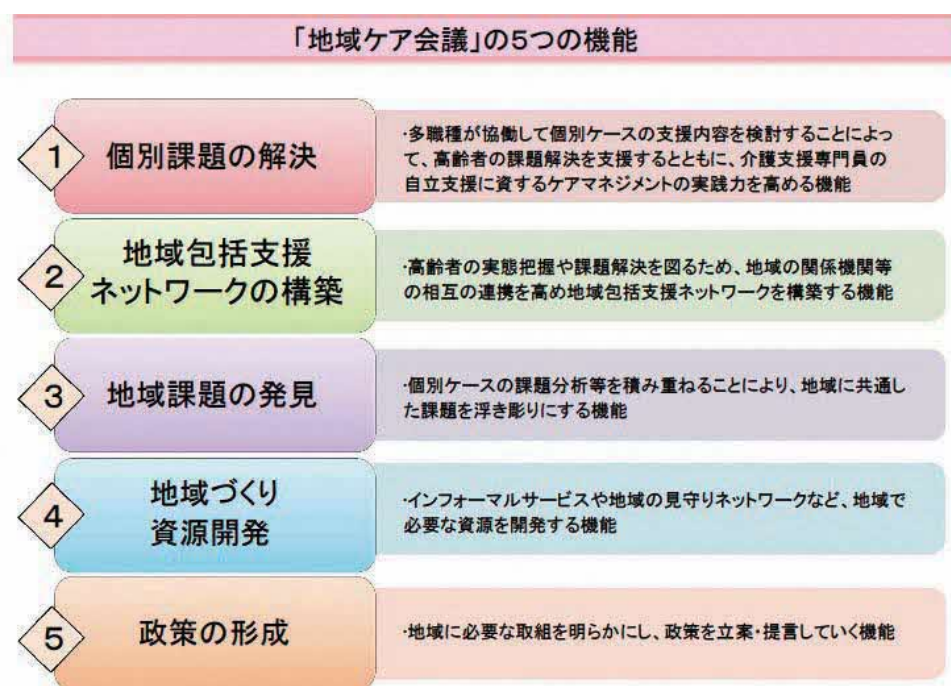 「地域ケア会議」の5つの機能
1
個別課題の解決
・多職種が協働して個別ケースの支援内容を検討することによっ
て、高齢者の課題解決を支援するとともに、介護支援専門員の
自立支援に資するケアマネジメントの実践力を高める機能
2
地域包括支援
ネットワークの構築
・高齢者の実態把握や課題解決を図るため、地域の関係機関等
の相互の連携を高め地域包括支援ネットワークを構築する機能
3
地域課題の発見
・個別ケースの課題分析等を積み重ねることにより、地域に共通し
た課題を浮き彫りにする機能
4
地域づくり
資源開発
・インフォーマルサービスや地域の見守りネットワークなど、地域で
必要な資源を開発する機能
5
政策の形成
・地域に必要な取組を明らかにし、政策を立案・提言していく機能